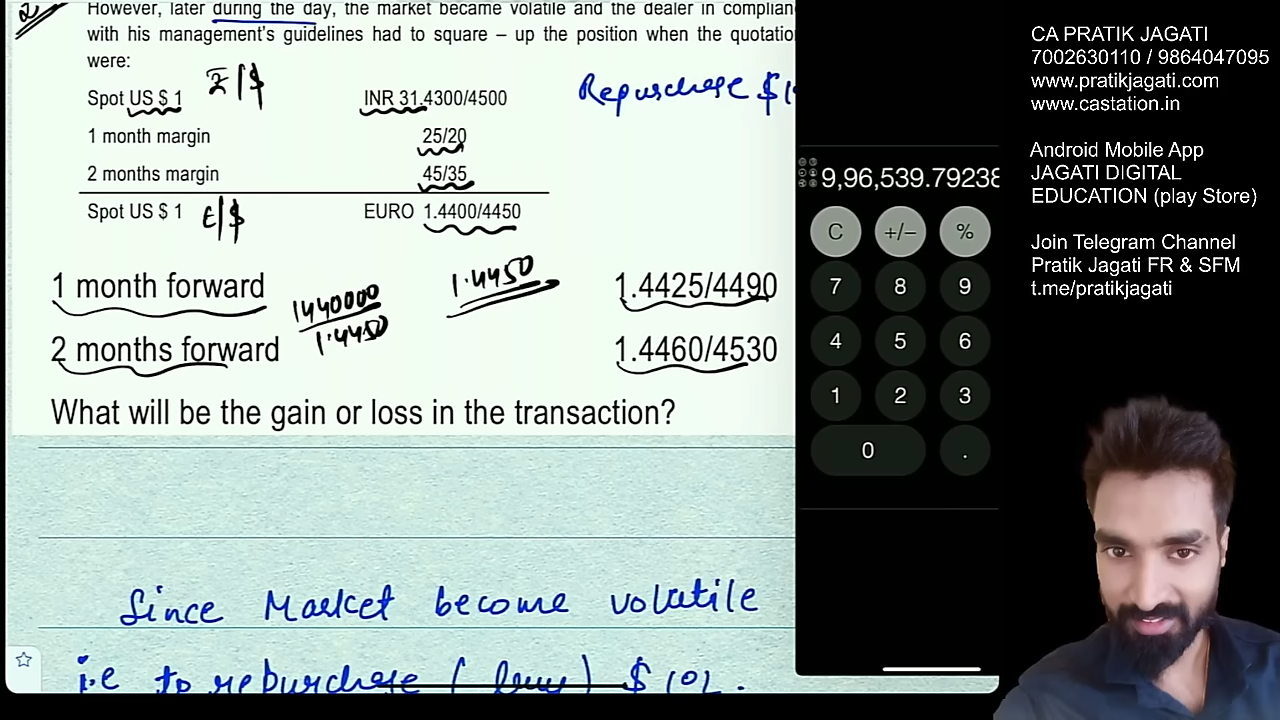 However, later during the day, the market became volatile and the dealer in
with his management's guidelines had to square – up the position when the
were:
Spot US $ 1 ₹/$ INR 31.4300/4500 Repurchase
1 month margin 25/20
2 months margin 45/35
Spot US $ 1 €/$ EURO 1.4400/4450
1 month forward 1440000 1.4450 1.4425/4490
1.4450
2 months forward 1.4460/4530
What will be the gain or loss in the transaction?
Since Market become volatile
i.e to repurchase (buy) $ 10L.
9,96,539.79238
C +/− %
7 8 9
4 5 6
1 2 3
0 .
CA PRATIK JAGATI
7002630110 / 9864047095
www.pratikjagati.com
www.castation.in
Android Mobile App
JAGATI DIGITAL
EDUCATION (play Store)
Join Telegram Channel
Pratik Jagati FR & SFM
t.me/pratikjagati